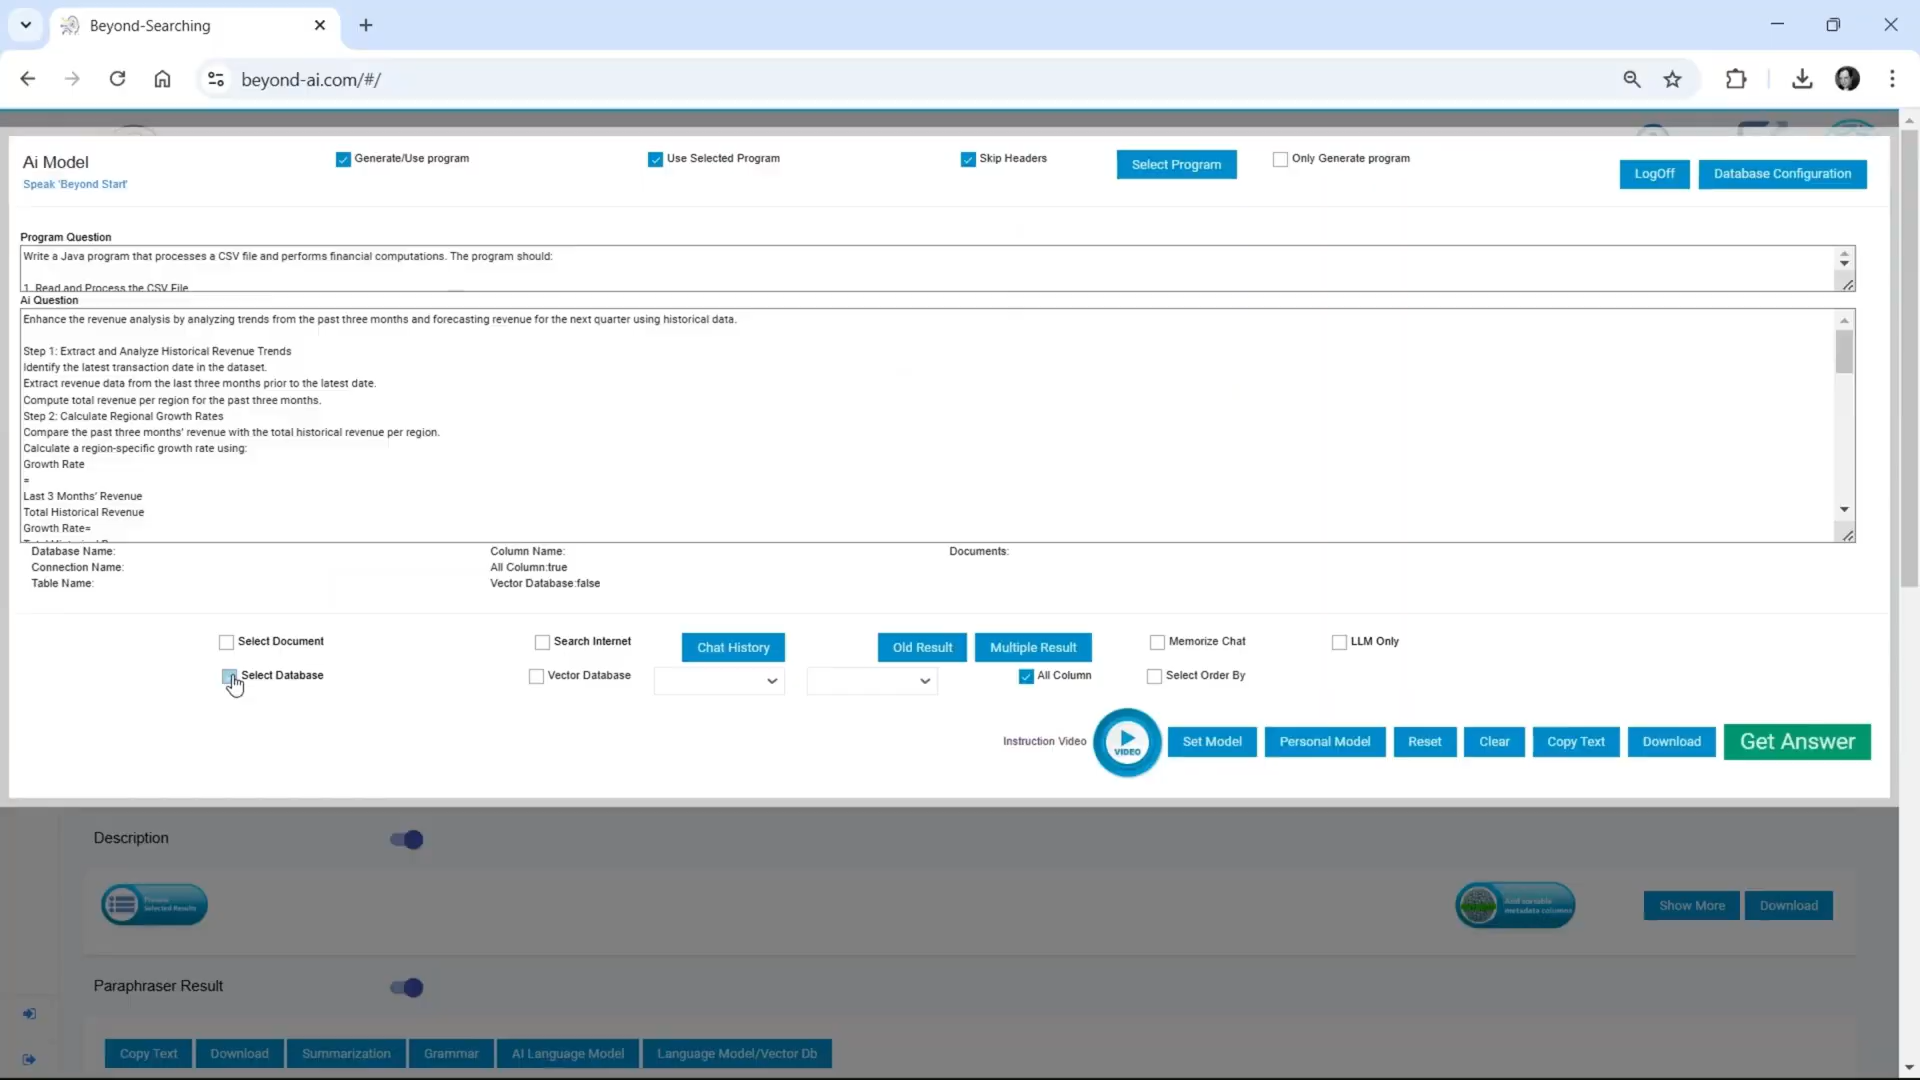 Beyond-Searching
beyond-ai.com/#/
Ai Model
Generate/Use program
Use Selected Program
Skip Headers
Select Program
Only Generate program
LogOff
Database Configuration
Speak 'Beyond Start'
Program Question
Write a Java program that processes a CSV file and performs financial computations. The program should:
1. Read and Process the CSV File
Ai Question
Enhance the revenue analysis by analyzing trends from the past three months and forecasting revenue for the next quarter using historical data.
Step 1: Extract and Analyze Historical Revenue Trends
Identify the latest transaction date in the dataset.
Extract revenue data from the last three months prior to the latest date.
Compute total revenue per region for the past three months.
Step 2: Calculate Regional Growth Rates
Compare the past three months' revenue with the total historical revenue per region.
Calculate a region-specific growth rate using:
Growth Rate
=
Last 3 Months' Revenue
Total Historical Revenue
Growth Rate=
Database Name:
Column Name:
Documents:
Connection Name:
All Column:true
Table Name:
Vector Database:false
Select Document
Search Internet
Chat History
Old Result
Multiple Result
Memorize Chat
LLM Only
Select Database
Vector Database
All Column
Select Order By
Instruction Video
VIDEO
Set Model
Personal Model
Reset
Clear
Copy Text
Download
Get Answer
Description
Selected Results
metadata columns
Show More
Download
Paraphraser Result
Copy Text
Download
Summarization
Grammar
AI Language Model
Language Model/Vector Db